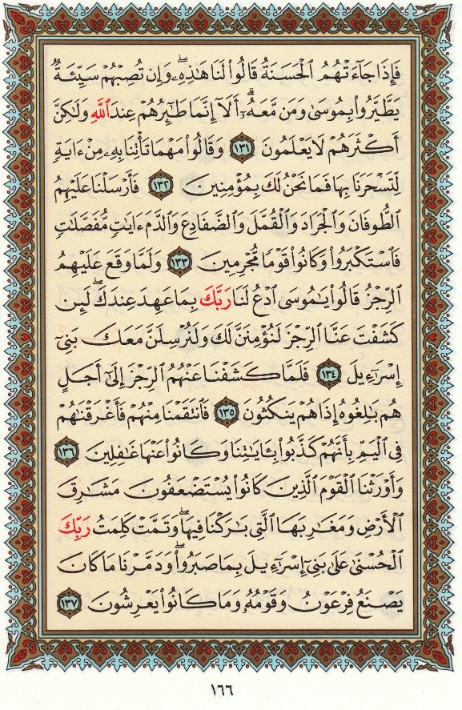 فَإِذَا جَآءَتْهُمُ ٱلْحَسَنَةُ قَالُوا۟ لَنَا هَٰذِهِۦ ۖ وَإِن تُصِبْهُمْ سَيِّئَةٌ
يَطَّيَّرُوا۟ بِمُوسَىٰ وَمَن مَّعَهُۥٓ ۗ أَلَآ إِنَّمَا طَٰٓئِرُهُمْ عِندَ ٱللَّهِ وَلَٰكِنَّ
أَكْثَرَهُمْ لَا يَعْلَمُونَ ١٣١ وَقَالُوا۟ مَهْمَا تَأْتِنَا بِهِۦ مِنْ ءَايَةٍ
لِّتَسْحَرَنَا بِهَا فَمَا نَحْنُ لَكَ بِمُؤْمِنِينَ ١٣٢ فَأَرْسَلْنَا عَلَيْهِمُ
ٱلطُّوفَانَ وَٱلْجَرَادَ وَٱلْقُمَّلَ وَٱلضَّفَادِعَ وَٱلدَّمَ ءَايَٰتٍ مُّفَصَّلَٰتٍ
فَٱسْتَكْبَرُوا۟ وَكَانُوا۟ قَوْمًا مُّجْرِمِينَ ١٣٣ وَلَمَّا وَقَعَ عَلَيْهِمُ
ٱلرِّجْزُ قَالُوا۟ يَٰمُوسَى ٱدْعُ لَنَا رَبَّكَ بِمَا عَهِدَ عِندَكَ ۖ لَئِن
كَشَفْتَ عَنَّا ٱلرِّجْزَ لَنُؤْمِنَنَّ لَكَ وَلَنُرْسِلَنَّ مَعَكَ بَنِىٓ
إِسْرَٰٓءِيلَ ١٣٤ فَلَمَّا كَشَفْنَا عَنْهُمُ ٱلرِّجْزَ إِلَىٰٓ أَجَلٍ
هُم بَٰلِغُوهُ إِذَا هُمْ يَنكُثُونَ ١٣٥ فَٱنتَقَمْنَا مِنْهُمْ فَأَغْرَقْنَٰهُمْ
فِى ٱلْيَمِّ بِأَنَّهُمْ كَذَّبُوا۟ بِـَٔايَٰتِنَا وَكَانُوا۟ عَنْهَا غَٰفِلِينَ ١٣٦
وَأَوْرَثْنَا ٱلْقَوْمَ ٱلَّذِينَ كَانُوا۟ يُسْتَضْعَفُونَ مَشَٰرِقَ
ٱلْأَرْضِ وَمَغَٰرِبَهَا ٱلَّتِى بَٰرَكْنَا فِيهَا ۖ وَتَمَّتْ كَلِمَتُ رَبِّكَ
ٱلْحُسْنَىٰ عَلَىٰ بَنِىٓ إِسْرَٰٓءِيلَ بِمَا صَبَرُوا۟ ۖ وَدَمَّرْنَا مَا كَانَ
يَصْنَعُ فِرْعَوْنُ وَقَوْمُهُۥ وَمَا كَانُوا۟ يَعْرِشُونَ ١٣٧
١٦٦